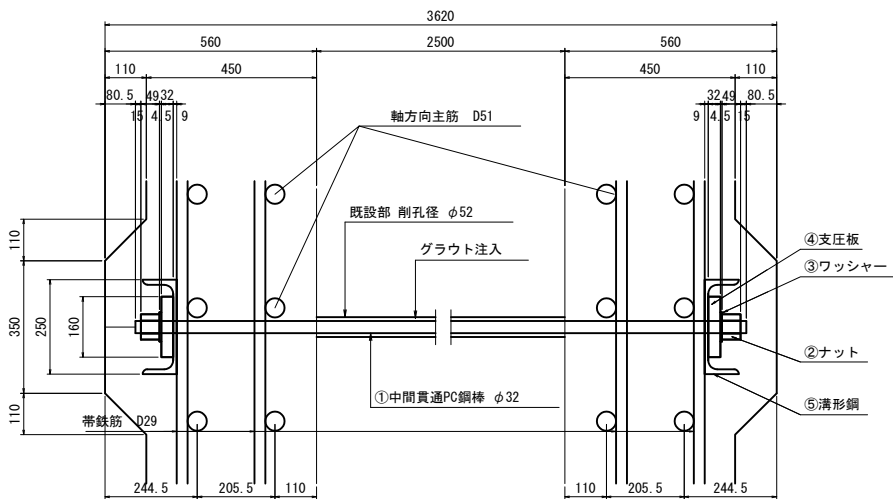 3620
560 2500 560
110 450 450 110
80.5 49 32 32 49 80.5
15 4.5 9 9 4.5 15
軸方向主筋 D51
110
既設部 削孔径 φ52
グラウト注入
④支圧板
③ワッシャー
350 250 160
②ナット
①中間貫通PC鋼棒 φ32
⑤溝形鋼
110
帯鉄筋 D29
244.5 205.5 110 110 205.5 244.5